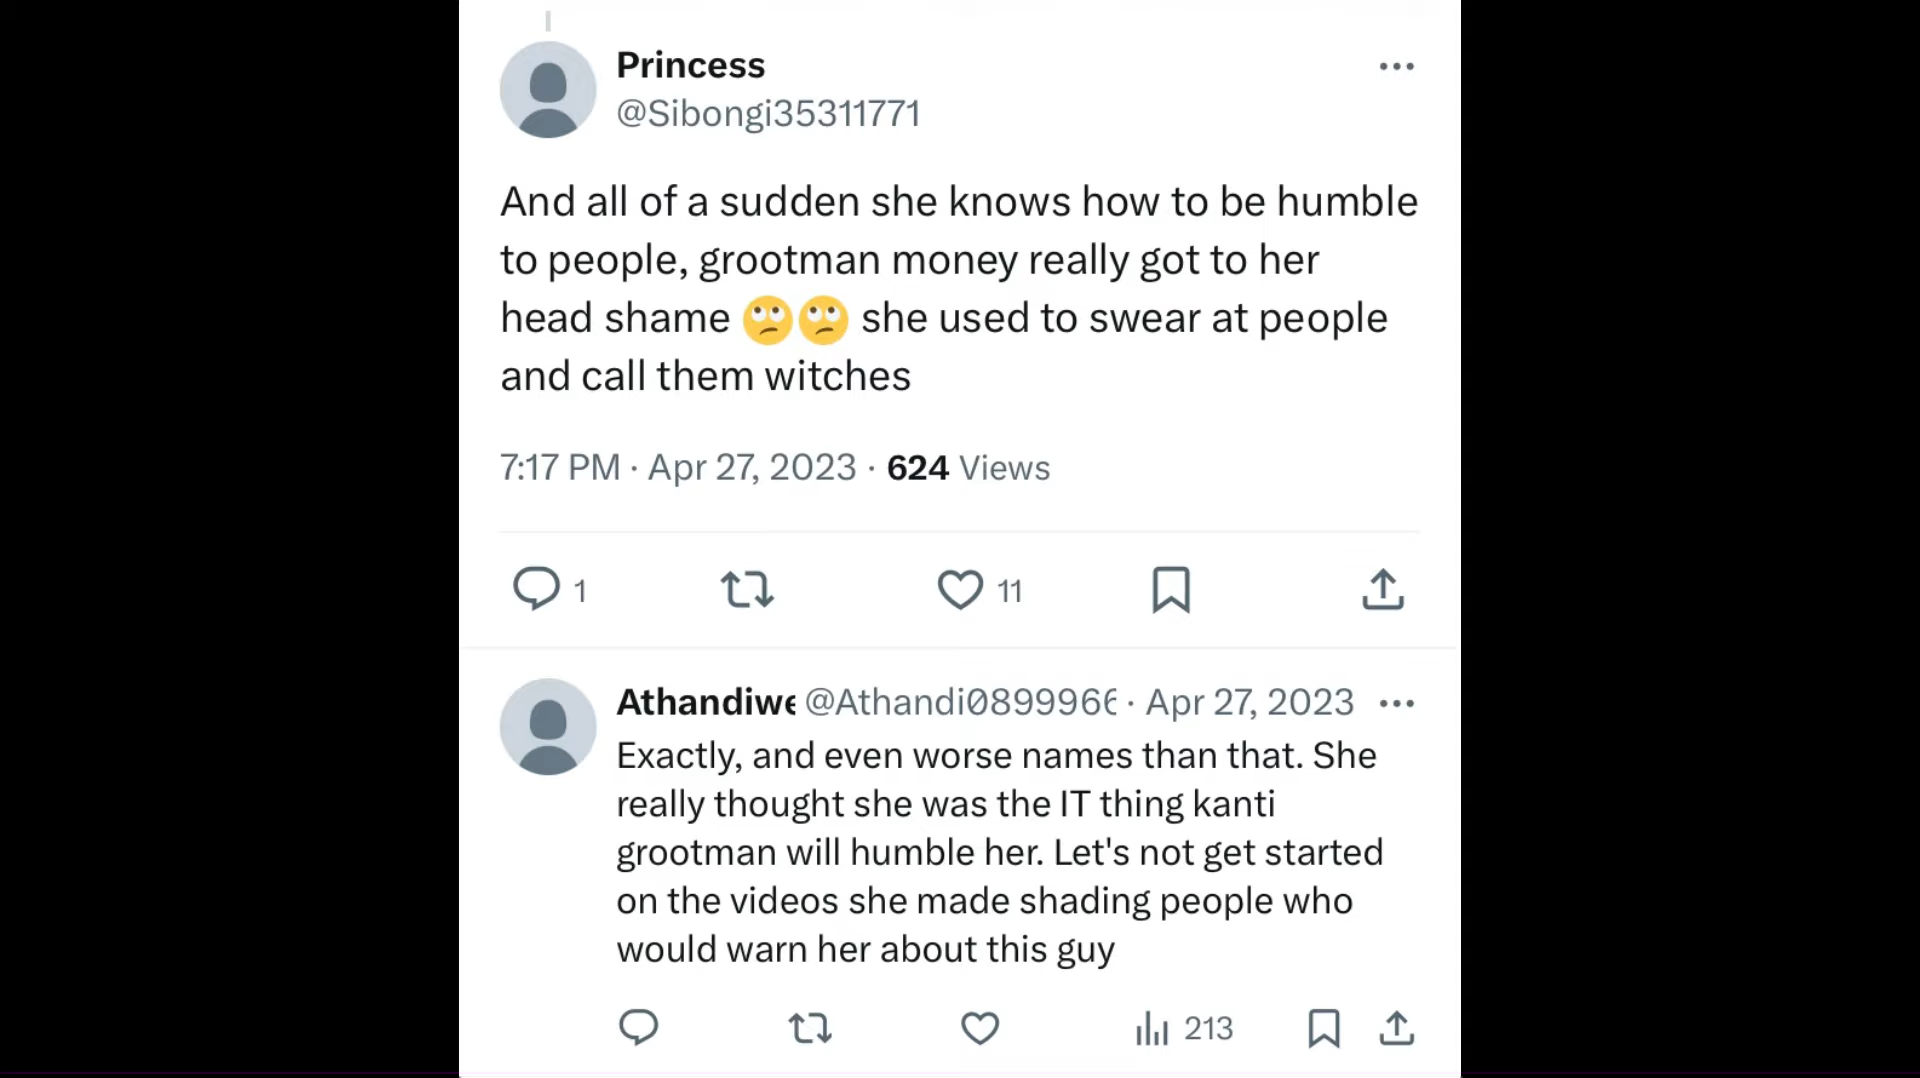 Princess
@Sibongi35311771
And all of a sudden she knows how to be humble
to people, grootman money really got to her
head shame 🙄🙄 she used to swear at people
and call them witches
7:17 PM · Apr 27, 2023 · 624 Views
1
11
Athandiwe @Athandi0899966 · Apr 27, 2023
Exactly, and even worse names than that. She
really thought she was the IT thing kanti
grootman will humble her. Let's not get started
on the videos she made shading people who
would warn her about this guy
213